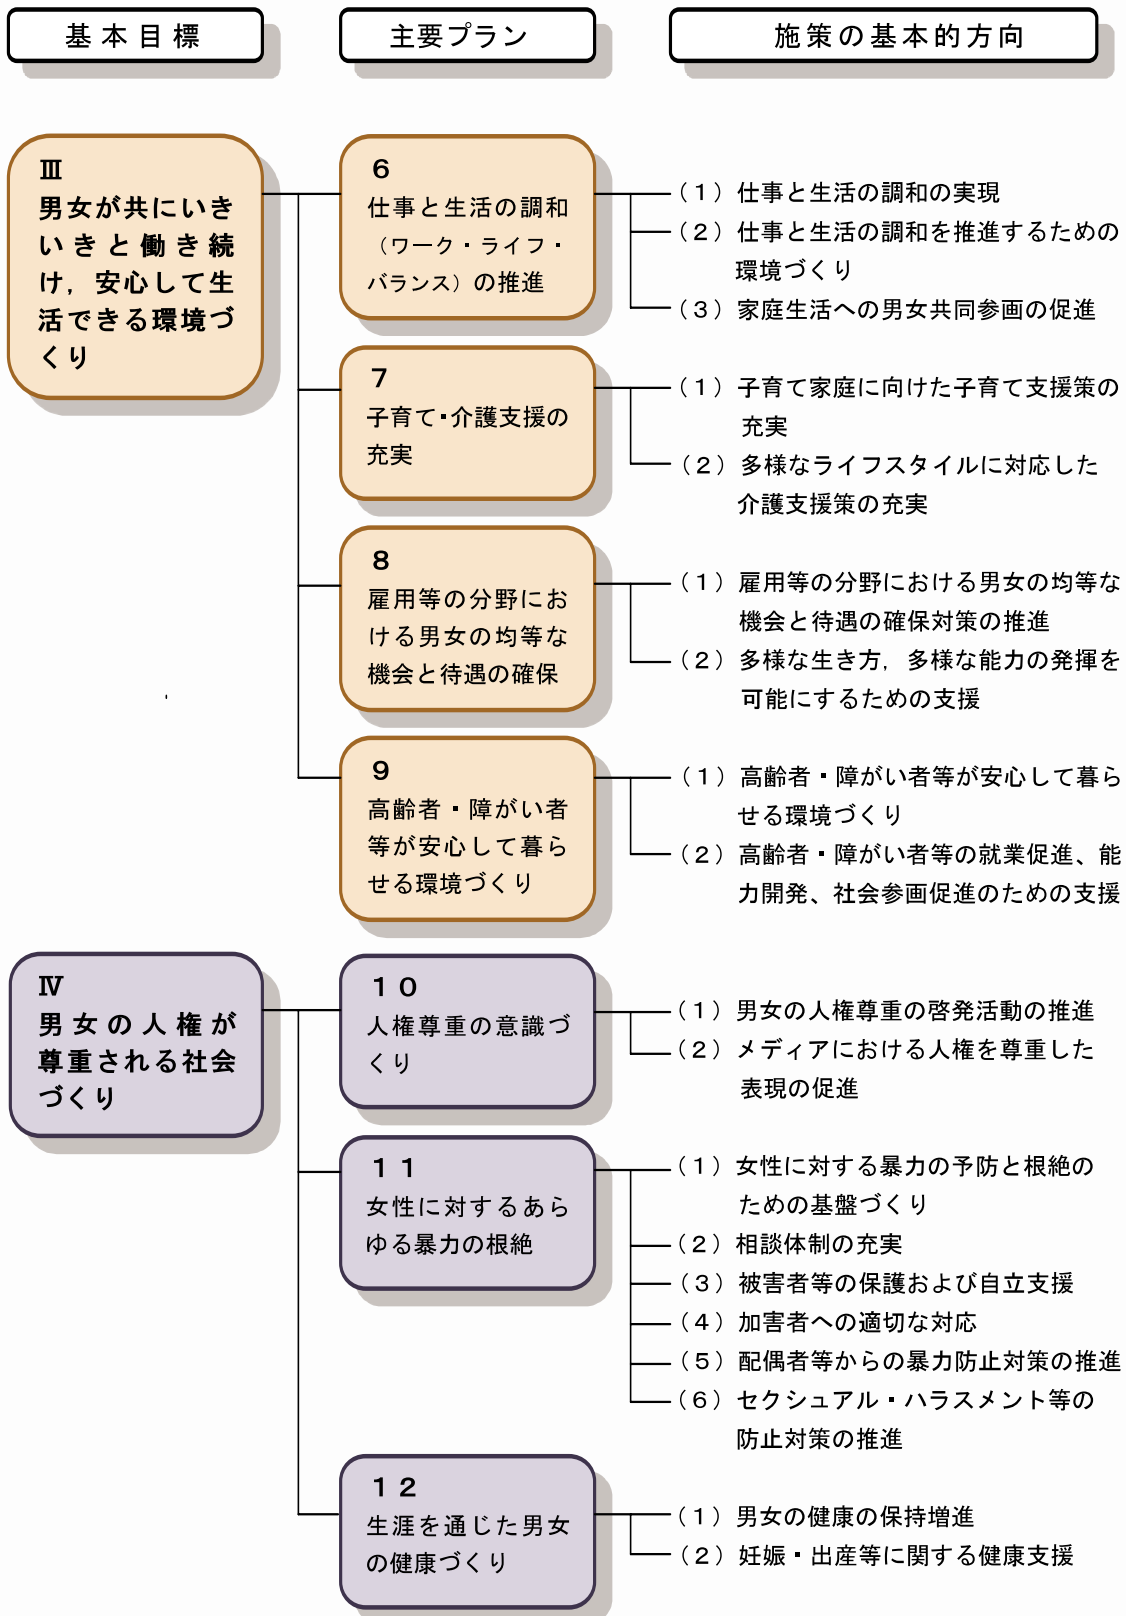 基本目標
主要プラン
施策の基本的方向
Ⅲ
男女が共にいき
いきと働き続
け，安心して生
活できる環境づ
くり
6
仕事と生活の調和
（ワーク・ライフ・
バランス）の推進
（1）仕事と生活の調和の実現
（2）仕事と生活の調和を推進するための
環境づくり
（3）家庭生活への男女共同参画の促進
7
子育て・介護支援の
充実
（1）子育て家庭に向けた子育て支援策の
充実
（2）多様なライフスタイルに対応した
介護支援策の充実
8
雇用等の分野にお
ける男女の均等な
機会と待遇の確保
（1）雇用等の分野における男女の均等な
機会と待遇の確保対策の推進
（2）多様な生き方，多様な能力の発揮を
可能にするための支援
9
高齢者・障がい者
等が安心して暮ら
せる環境づくり
（1）高齢者・障がい者等が安心して暮ら
せる環境づくり
（2）高齢者・障がい者等の就業促進、能
力開発、社会参画促進のための支援
Ⅳ
男女の人権が
尊重される社会
づくり
10
人権尊重の意識づ
くり
（1）男女の人権尊重の啓発活動の推進
（2）メディアにおける人権を尊重した
表現の促進
11
女性に対するあら
ゆる暴力の根絶
（1）女性に対する暴力の予防と根絶の
ための基盤づくり
（2）相談体制の充実
（3）被害者等の保護および自立支援
（4）加害者への適切な対応
（5）配偶者等からの暴力防止対策の推進
（6）セクシュアル・ハラスメント等の
防止対策の推進
12
生涯を通じた男女
の健康づくり
（1）男女の健康の保持増進
（2）妊娠・出産等に関する健康支援